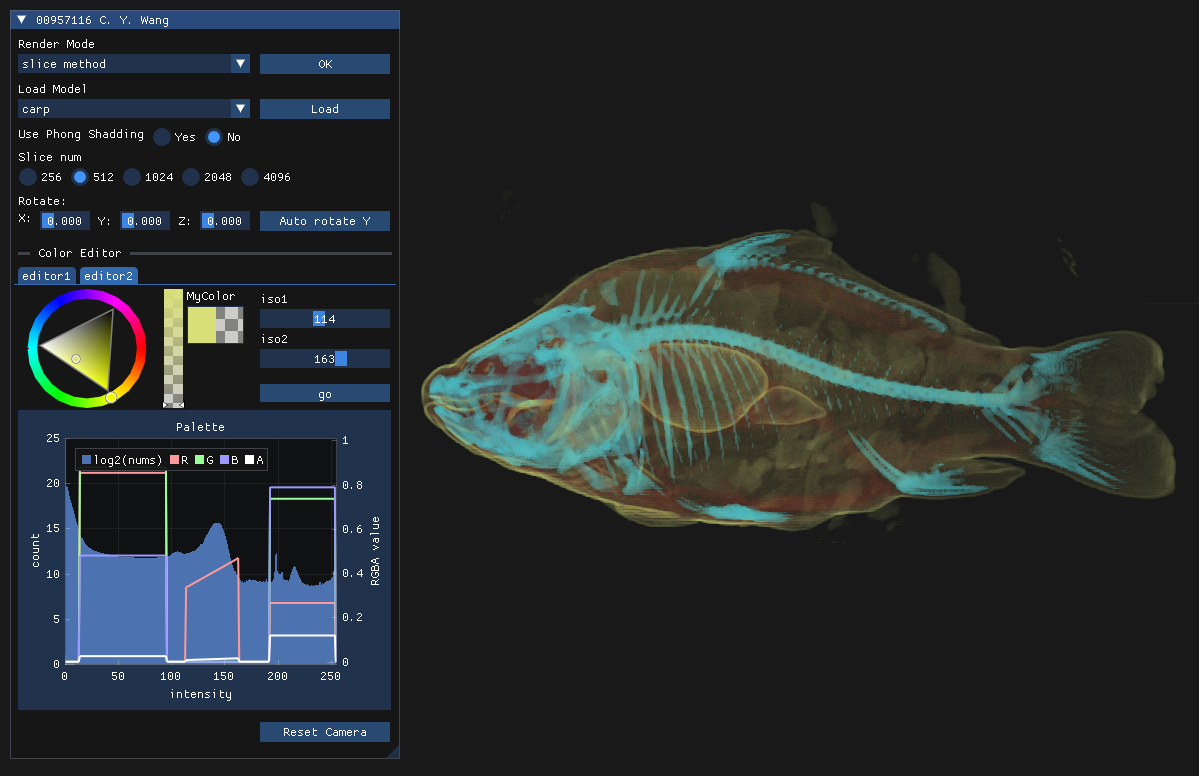 00957116 C. Y. Wang
Render Mode
slice method
OK
Load Model
carp
Load
Use Phong Shadding Yes No
Slice num
256 512 1024 2048 4096
Rotate:
X: 0.000 Y: 0.000 Z: 0.000 Auto rotate Y
Color Editor
editor1 editor2
MyColor
iso1
114
iso2
163
go
Palette
log2(nums) R G B A
25
20
15
10
5
0
count
1
0.8
0.6
0.4
0.2
0
RGBA value
0 50 100 150 200 250
intensity
Reset Camera